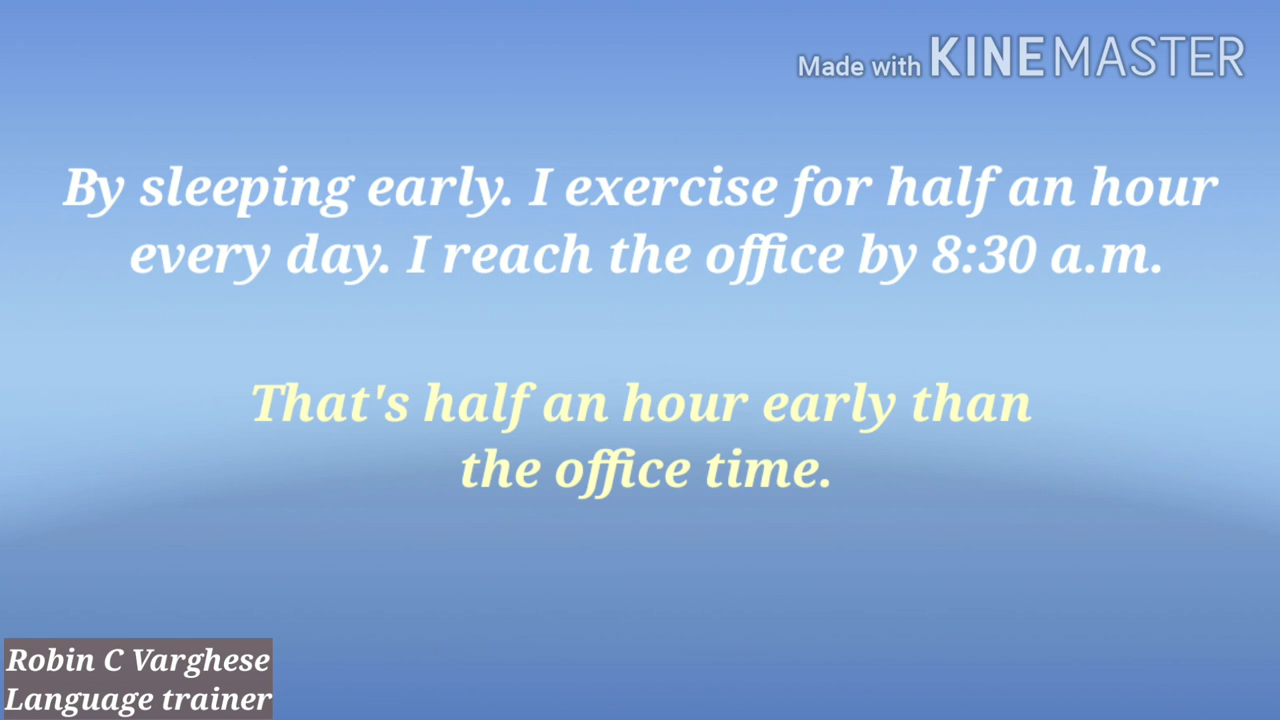 Made with KINEMASTER
By sleeping early. I exercise for half an hour
every day. I reach the office by 8:30 a.m.
That's half an hour early than
the office time.
Robin C Varghese
Language trainer